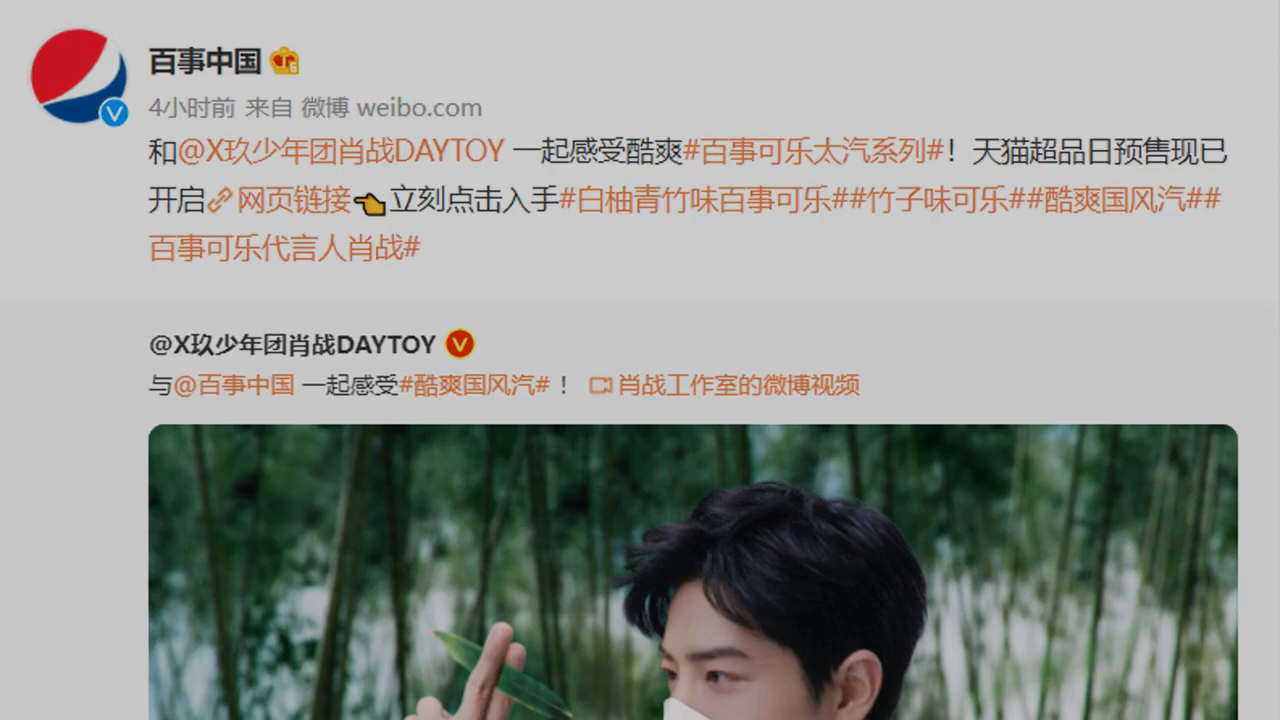 百事中国
4小时前 来自 微博 weibo.com
和@X玖少年团肖战DAYTOY 一起感受酷爽#百事可乐太汽系列#！天猫超品日预售现已
开启网页链接👈立刻点击入手#白柚青竹味百事可乐##竹子味可乐##酷爽国风汽##
百事可乐代言人肖战#
@X玖少年团肖战DAYTOY
与@百事中国 一起感受#酷爽国风汽# ！ 肖战工作室的微博视频